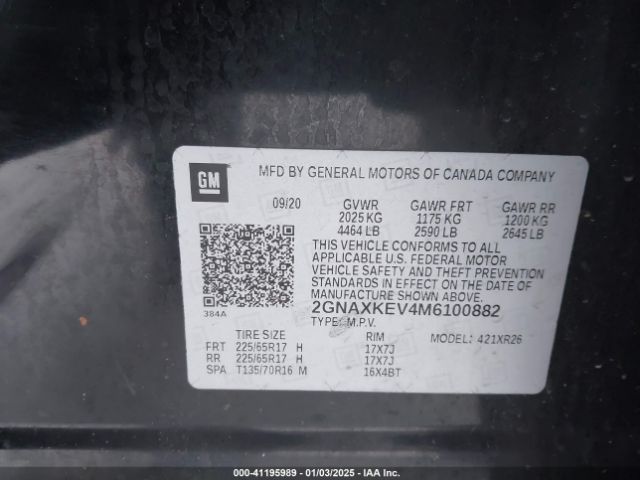 GM
MFD BY GENERAL MOTORS OF CANADA COMPANY
09/20 GVWR GAWR FRT GAWR RR
2025 KG 1175 KG 1200 KG
4464 LB 2590 LB 2645 LB
THIS VEHICLE CONFORMS TO ALL
APPLICABLE U.S. FEDERAL MOTOR
VEHICLE SAFETY AND THEFT PREVENTION
STANDARDS IN EFFECT ON THE DATE OF
MANUFACTURE SHOWN ABOVE.
384A
2GNAXKEV4M6100882
TYPE: M.P.V.
TIRE SIZE RIM MODEL: 421XR26
FRT 225/65R17 H 17X7J
RR 225/65R17 H 17X7J
SPA T135/70R16 M 16X4BT
0-41195989 - 01/03/2025 - IAA Inc.